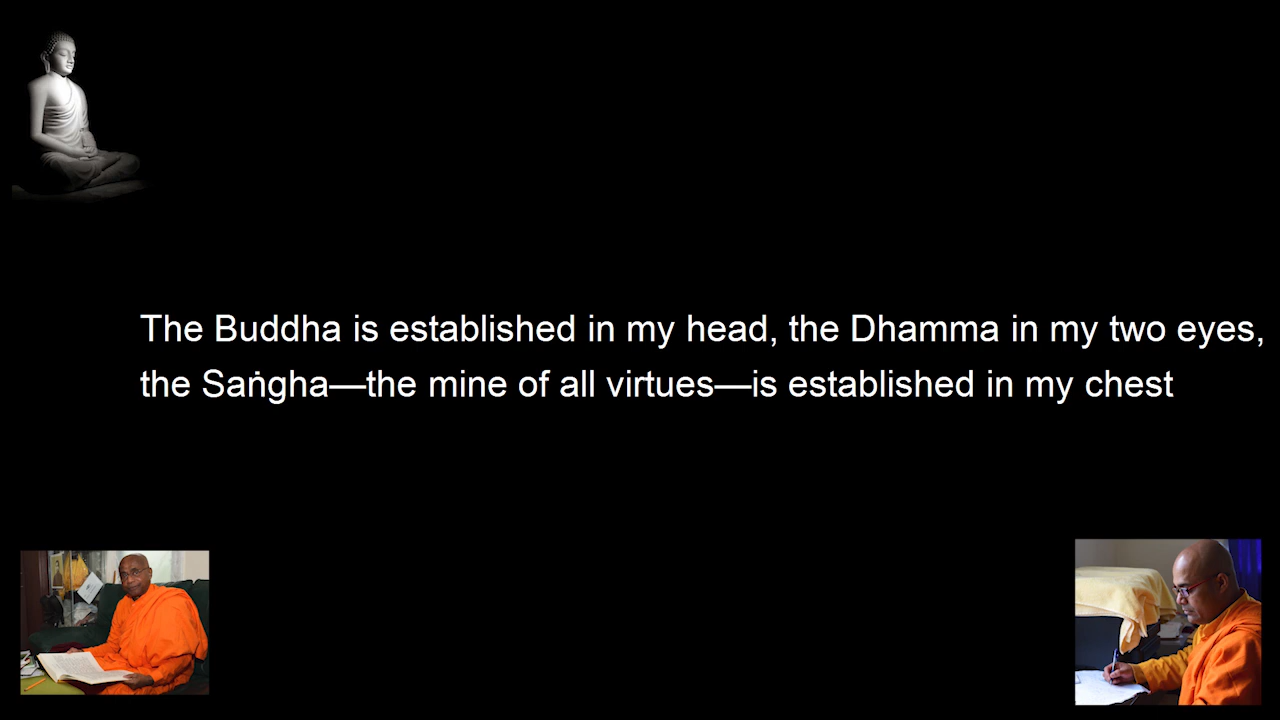 The Buddha is established in my head, the Dhamma in my two eyes,
the Saṅgha—the mine of all virtues—is established in my chest